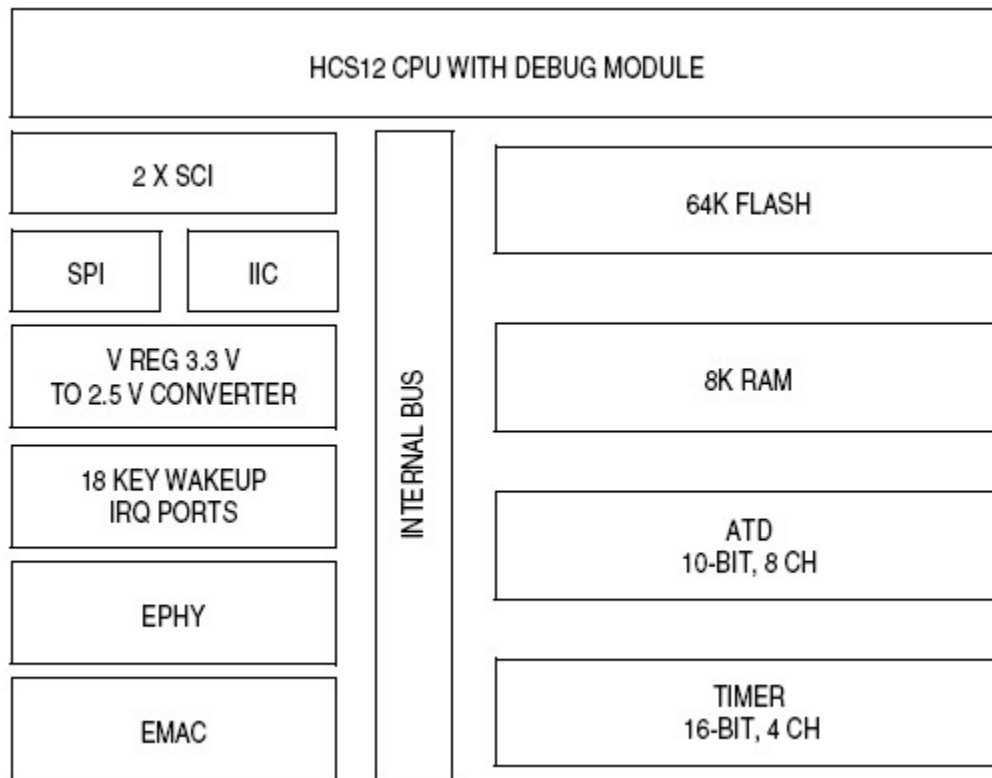 HCS12 CPU WITH DEBUG MODULE
2 X SCI
SPI
IIC
V REG 3.3 V
TO 2.5 V CONVERTER
18 KEY WAKEUP
IRQ PORTS
EPHY
EMAC
INTERNAL BUS
64K FLASH
8K RAM
ATD
10-BIT, 8 CH
TIMER
16-BIT, 4 CH